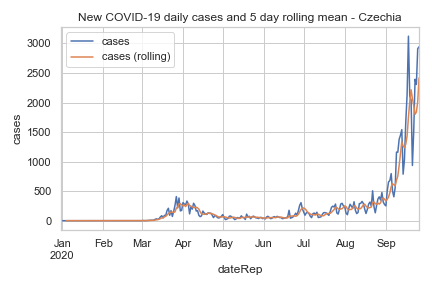 New COVID-19 daily cases and 5 day rolling mean - Czechia
cases
cases (rolling)
3000
2500
2000
1500
1000
500
0
cases
Jan Feb Mar Apr May Jun Jul Aug Sep
2020
dateRep